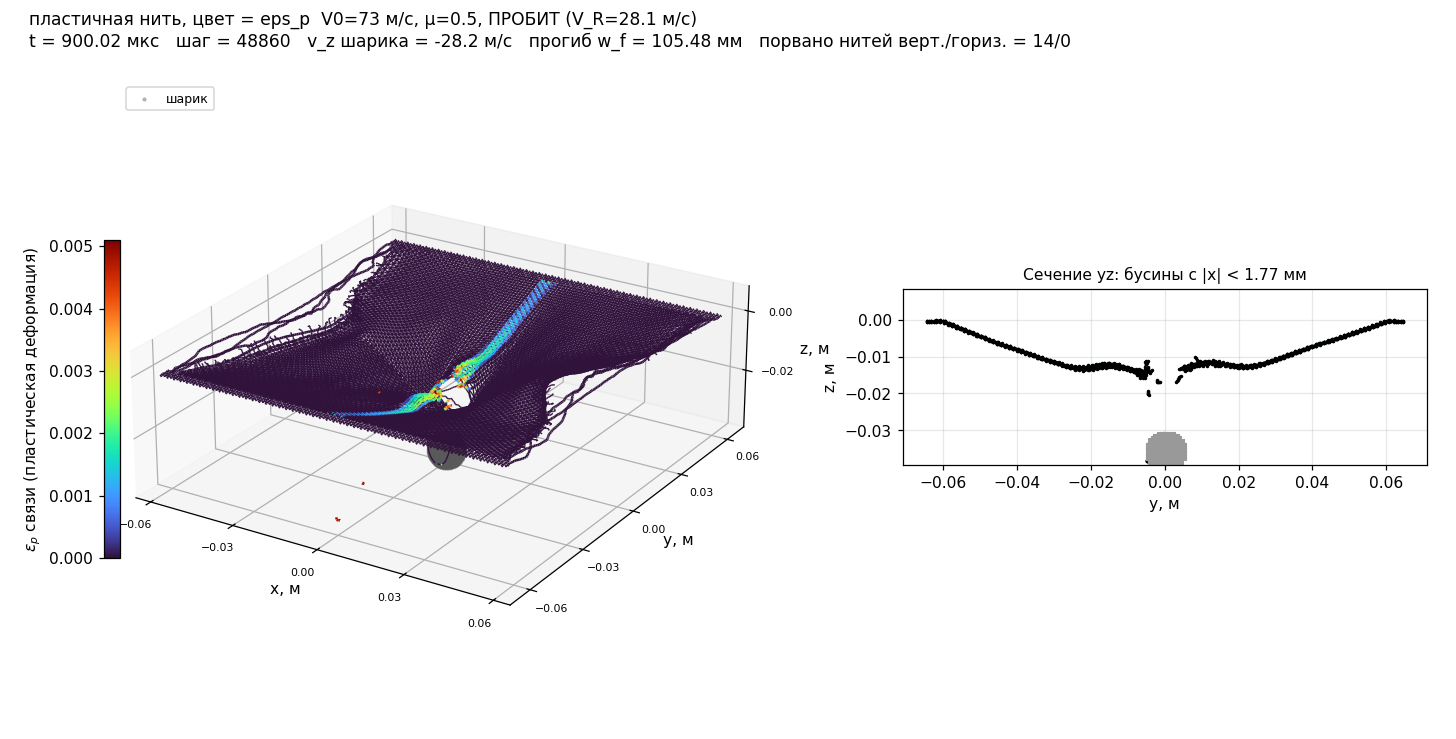 пластичная нить, цвет = eps_p  V0=73 м/с, μ=0.5, ПРОБИТ (V_R=28.1 м/с)
t = 900.02 мкс   шаг = 48860   v_z шарика = -28.2 м/с   прогиб w_f = 105.48 мм   порвано нитей верт./гориз. = 14/0
шарик
0.005
0.004
0.003
0.002
0.001
0.000
ε_p связи (пластическая деформация)
−0.06
−0.03
0.00
0.03
0.06
x, м
−0.06
−0.03
0.00
0.03
0.06
y, м
0.00
−0.02
z, м
Сечение yz: бусины с |x| < 1.77 мм
0.00
−0.01
−0.02
−0.03
z, м
−0.06
−0.04
−0.02
0.00
0.02
0.04
0.06
y, м